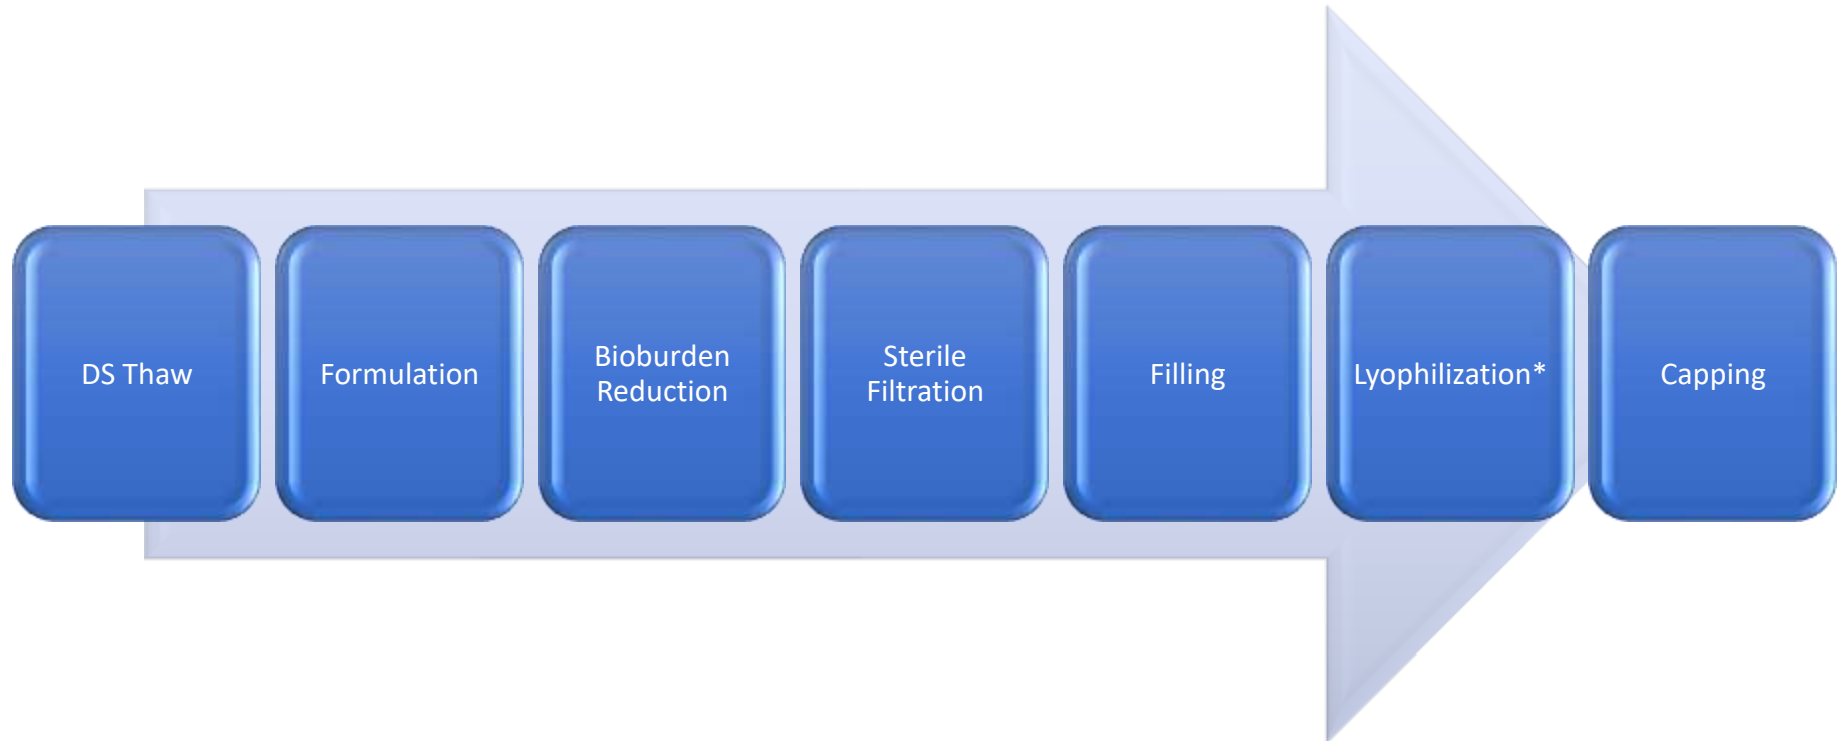 DS Thaw
Formulation
Bioburden
Reduction
Sterile
Filtration
Filling
Lyophilization*
Capping